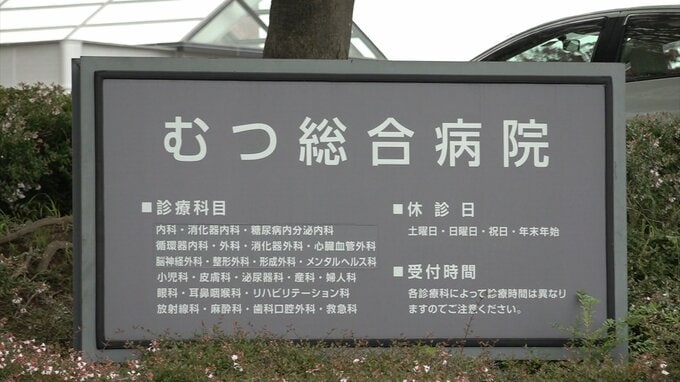 むつ総合病院
■診療科目
内科・消化器内科・糖尿病内分泌内科
循環器内科・外科・消化器外科・心臓血管外科
脳神経外科・整形外科・形成外科・メンタルヘルス科
小児科・皮膚科・泌尿器科・産科・婦人科
眼科・耳鼻咽喉科・リハビリテーション科
放射線科・麻酔科・歯科口腔外科・救急科
■休診日
土曜日・日曜日・祝日・年末年始
■受付時間
各診療科によって診療時間は異なり
ますのでご注意ください。